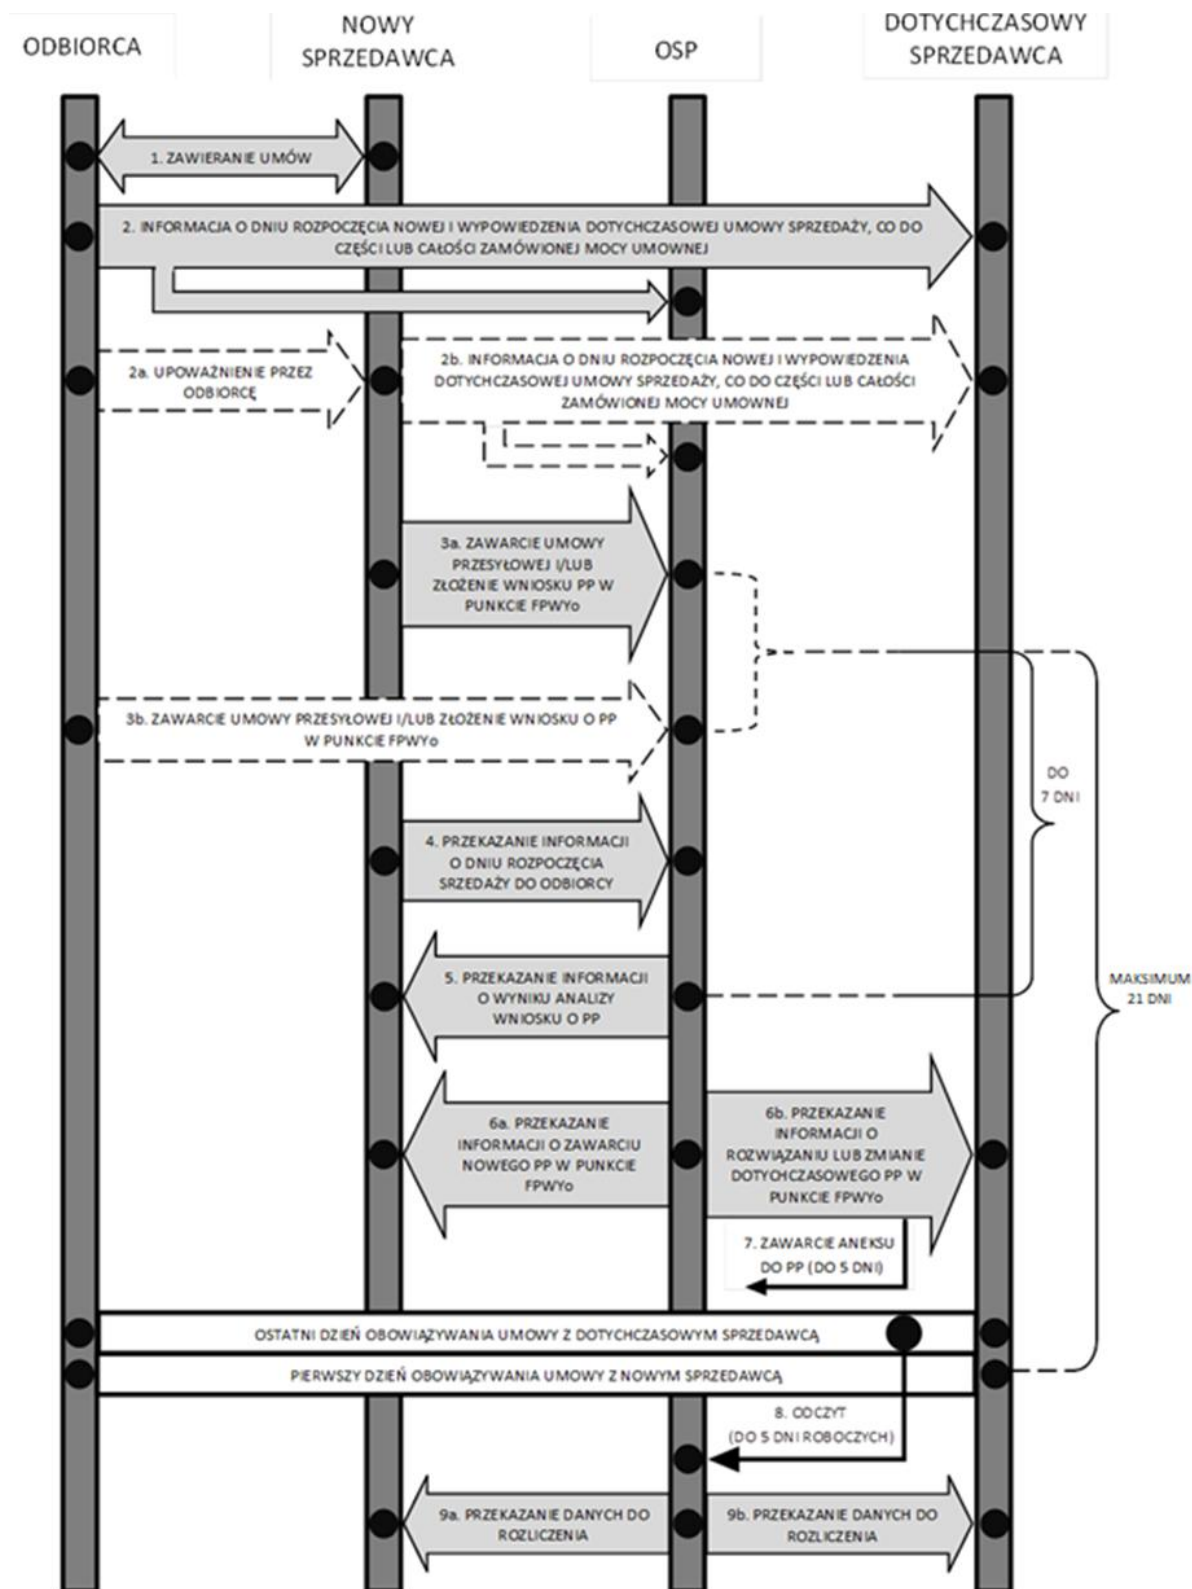 ODBIORCA
NOWY
SPRZEDAWCA
OSP
DOTYCHCZASOWY
SPRZEDAWCA
1. ZAWIERANIE UMÓW
2. INFORMACJA O DNIU ROZPOCZĘCIA NOWEJ I WYPOWIEDZENIA DOTYCHCZASOWEJ UMOWY SPRZEDAŻY, CO DO
CZĘŚCI LUB CAŁOŚCI ZAMÓWIONEJ MOCY UMOWNEJ
2a. UPOWAŻNIENIE PRZEZ
ODBIORCĘ
2b. INFORMACJA O DNIU ROZPOCZĘCIA NOWEJ I WYPOWIEDZENIA
DOTYCHCZASOWEJ UMOWY SPRZEDAŻY, CO DO CZĘŚCI LUB CAŁOŚCI
ZAMÓWIONEJ MOCY UMOWNEJ
3a. ZAWARCIE UMOWY
PRZESYŁOWEJ I/LUB
ZŁOŻENIE WNIOSKU PP W
PUNKCIE FPWYo
3b. ZAWARCIE UMOWY PRZESYŁOWEJ I/LUB ZŁOŻENIE WNIOSKU O PP
W PUNKCIE FPWYo
DO
7 DNI
4. PRZEKAZANIE INFORMACJI
O DNIU ROZPOCZĘCIA
SRZEDAŻY DO ODBIORCY
5. PRZEKAZANIE INFORMACJI
O WYNIKU ANALIZY
WNIOSKU O PP
MAKSIMUM
21 DNI
6a. PRZEKAZANIE
INFORMACJI O ZAWARCIU
NOWEGO PP W PUNKCIE
FPWYo
6b. PRZEKAZANIE
INFORMACJI O
ROZWIĄZANIU LUB ZMIANIE
DOTYCHCZASOWEGO PP W
PUNKCIE FPWYo
7. ZAWARCIE ANEKSU
DO PP (DO 5 DNI)
OSTATNI DZIEŃ OBOWIĄZYWANIA UMOWY Z DOTYCHCZASOWYM SPRZEDAWCĄ
PIERWSZY DZIEŃ OBOWIĄZYWANIA UMOWY Z NOWYM SPRZEDAWCĄ
8. ODCZYT
(DO 5 DNI ROBOCZYCH)
9a. PRZEKAZANIE DANYCH DO
ROZLICZENIA
9b. PRZEKAZANIE DANYCH DO
ROZLICZENIA